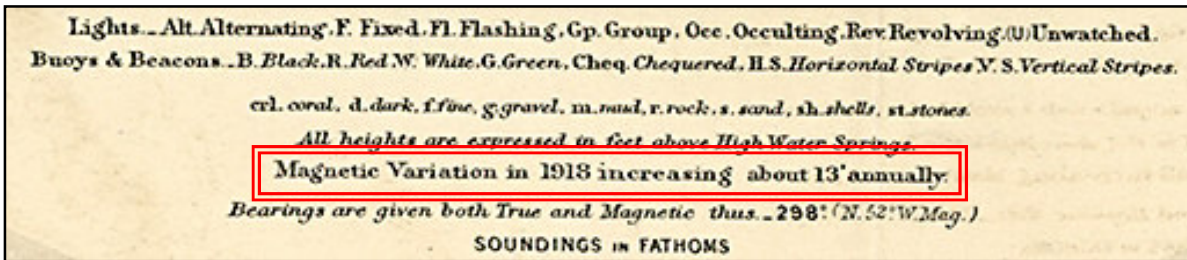 Lights._Alt.Alternating.F. Fixed.Fl.Flashing.Gp.Group, Occ.Occulting.Rev.Revolving.(U)Unwatched.
Buoys & Beacons._B.Black.R.Red.W. White.G.Green, Cheq.Chequered, H.S.Horizontal Stripes.V.S.Vertical Stripes.
crl. coral, d.dark, f.fine, g.gravel, m.mud, r.rock, s. sand, sh.shells, st.stones.
All heights are expressed in feet above High Water Springs.
Magnetic Variation in 1913 increasing about 13' annually.
Bearings are given both True and Magnetic thus._298° (N.52°W.Mag.)
SOUNDINGS IN FATHOMS